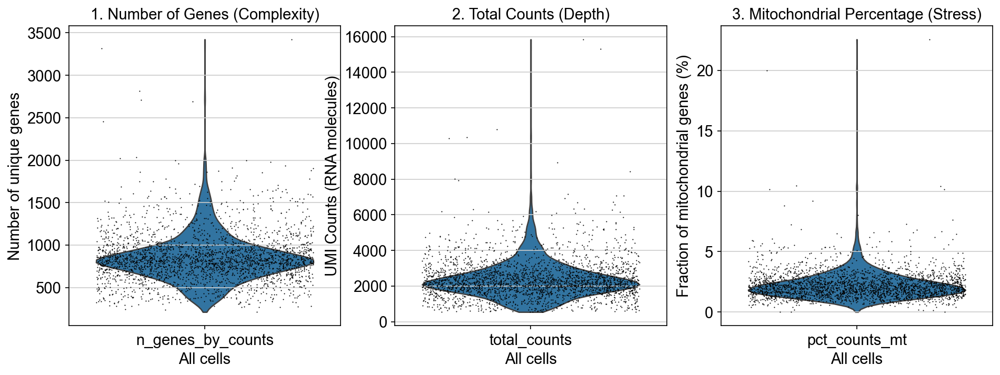 1. Number of Genes (Complexity)
Number of unique genes
3500
3000
2500
2000
1500
1000
500
n_genes_by_counts
All cells
2. Total Counts (Depth)
UMI Counts (RNA molecules)
16000
14000
12000
10000
8000
6000
4000
2000
0
total_counts
All cells
3. Mitochondrial Percentage (Stress)
Fraction of mitochondrial genes (%)
20
15
10
5
0
pct_counts_mt
All cells